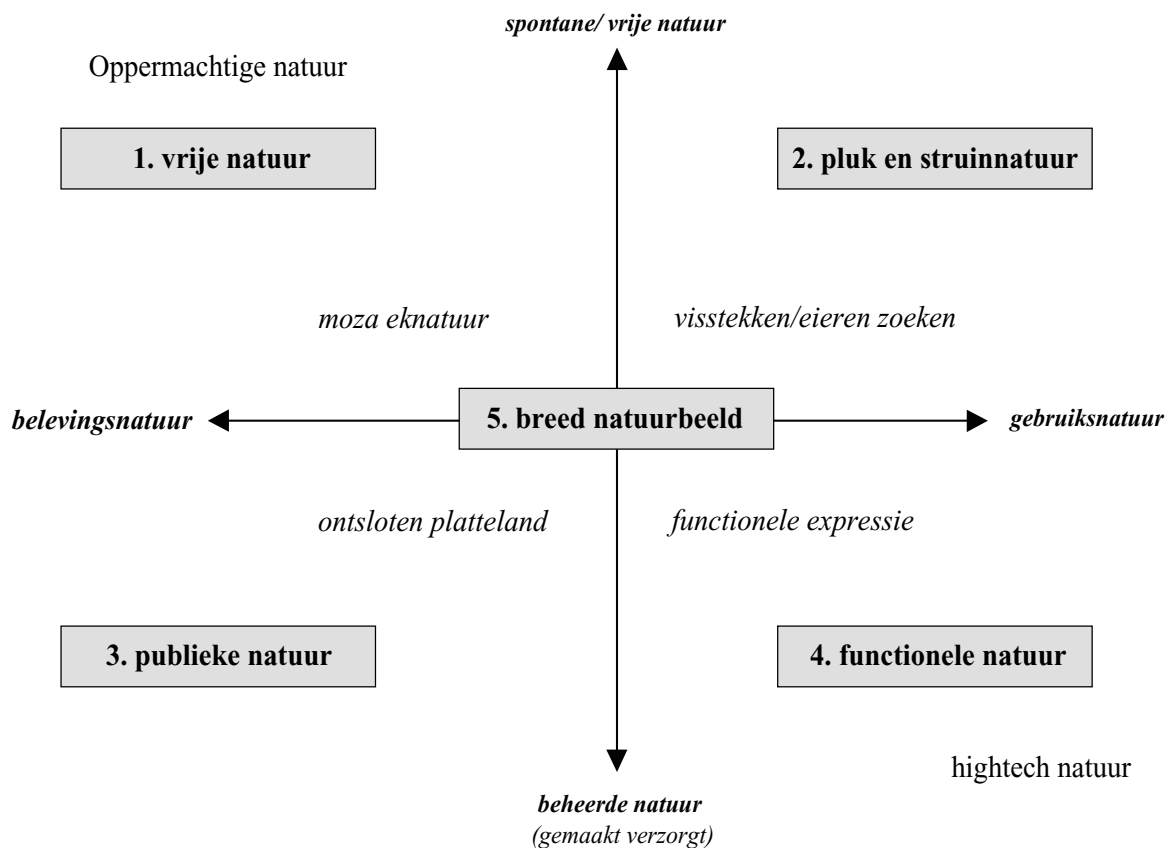 spontane/ vrije natuur
Oppermachtige natuur
1. vrije natuur
2. pluk en struinnatuur
moza eknatuur
visstekken/eieren zoeken
belevingsnatuur
5. breed natuurbeeld
gebruiksnatuur
ontsloten platteland
functionele expressie
3. publieke natuur
4. functionele natuur
hightech natuur
beheerde natuur
(gemaakt verzorgt)